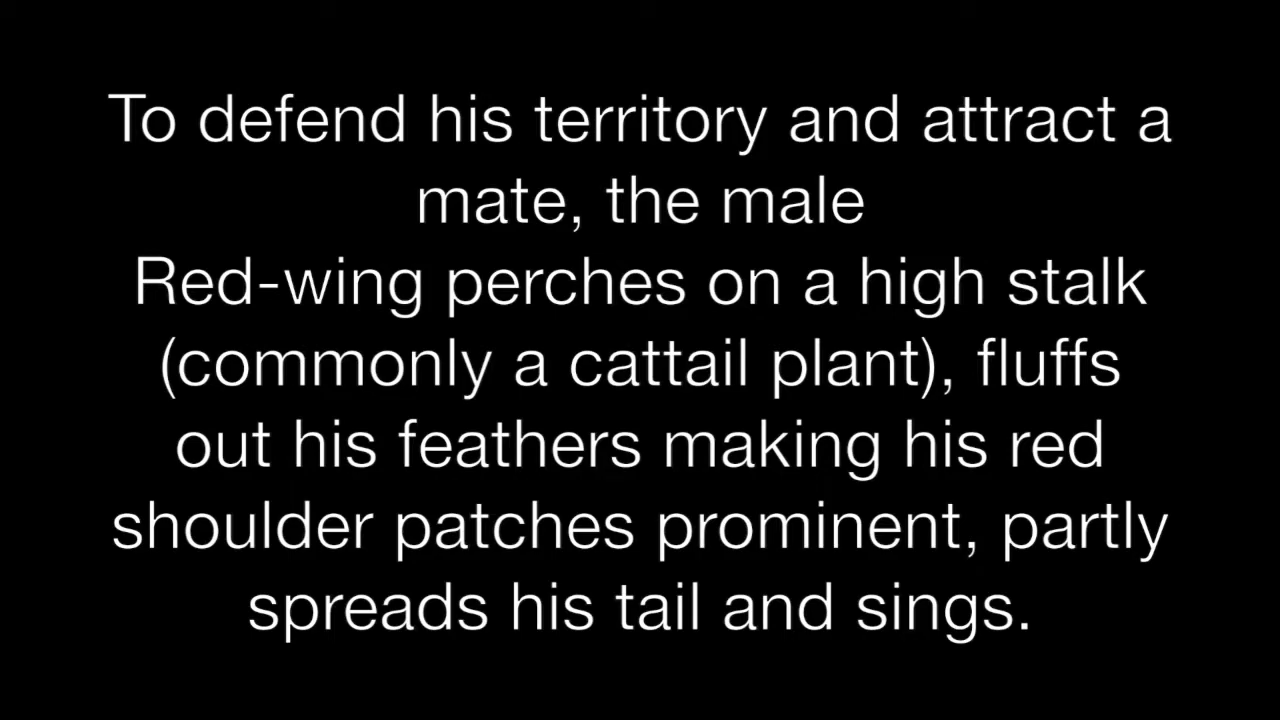 To defend his territory and attract a
mate, the male
Red-wing perches on a high stalk
(commonly a cattail plant), fluffs
out his feathers making his red
shoulder patches prominent, partly
spreads his tail and sings.